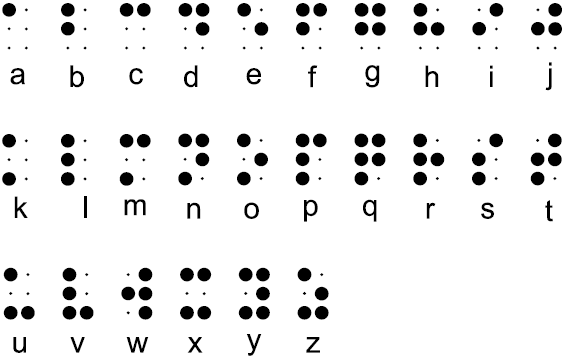 a b c d e f g h i j
k l m n o p q r s t
u v w x y z